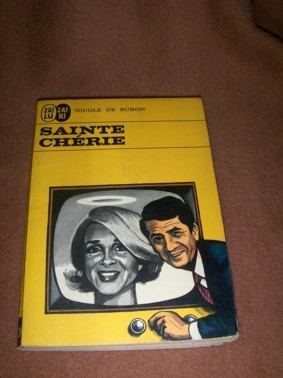 J'AI LU
J'AI RI
NICOLE DE BURON
SAINTE
CHÉRIE